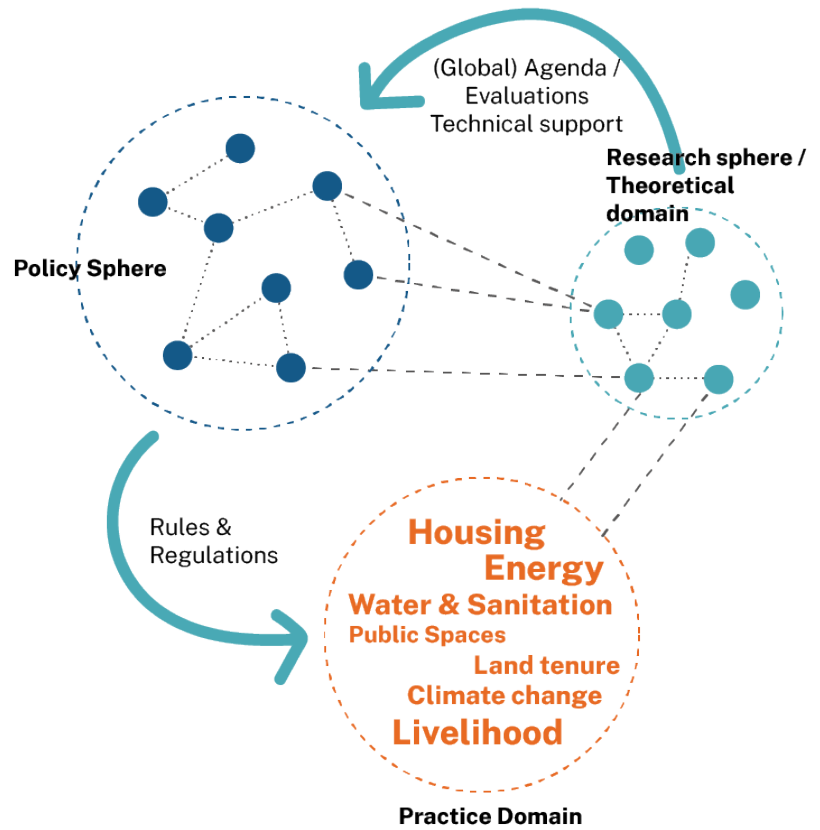 (Global) Agenda /
Evaluations
Technical support
Research sphere /
Theoretical
domain
Policy Sphere
Rules &
Regulations
Housing
Energy
Water & Sanitation
Public Spaces
Land tenure
Climate change
Livelihood
Practice Domain